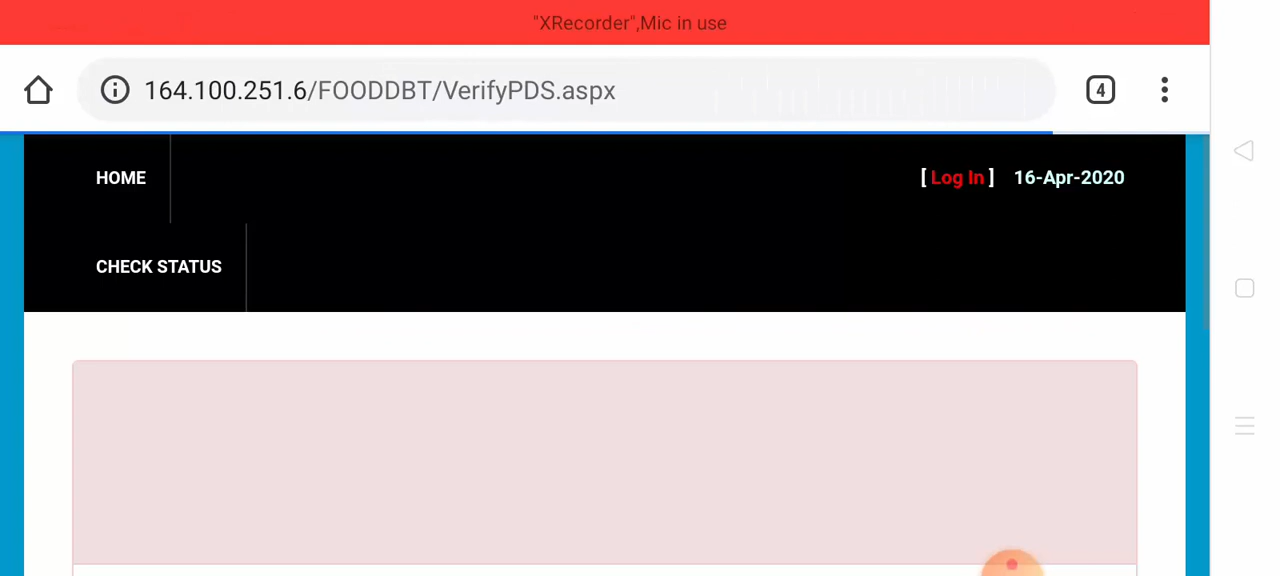 "XRecorder",Mic in use
164.100.251.6/FOODDBT/VerifyPDS.aspx
4
HOME
[ Log In ] 16-Apr-2020
CHECK STATUS